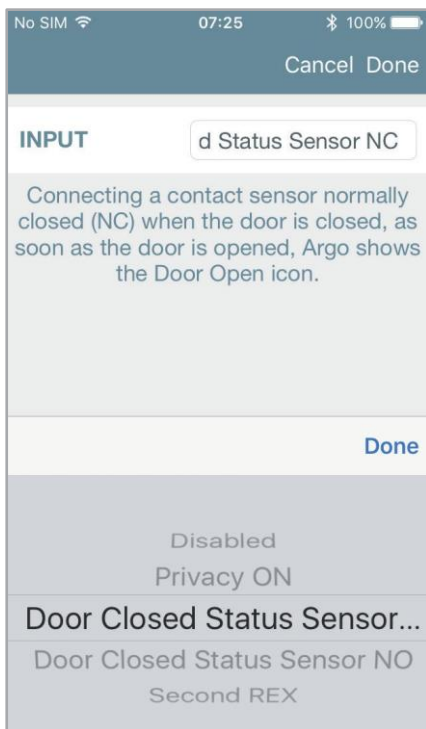 No SIM 07:25 100%
Cancel Done
INPUT d Status Sensor NC
Connecting a contact sensor normally
closed (NC) when the door is closed, as
soon as the door is opened, Argo shows
the Door Open icon.
Done
Disabled
Privacy ON
Door Closed Status Sensor...
Door Closed Status Sensor NO
Second REX